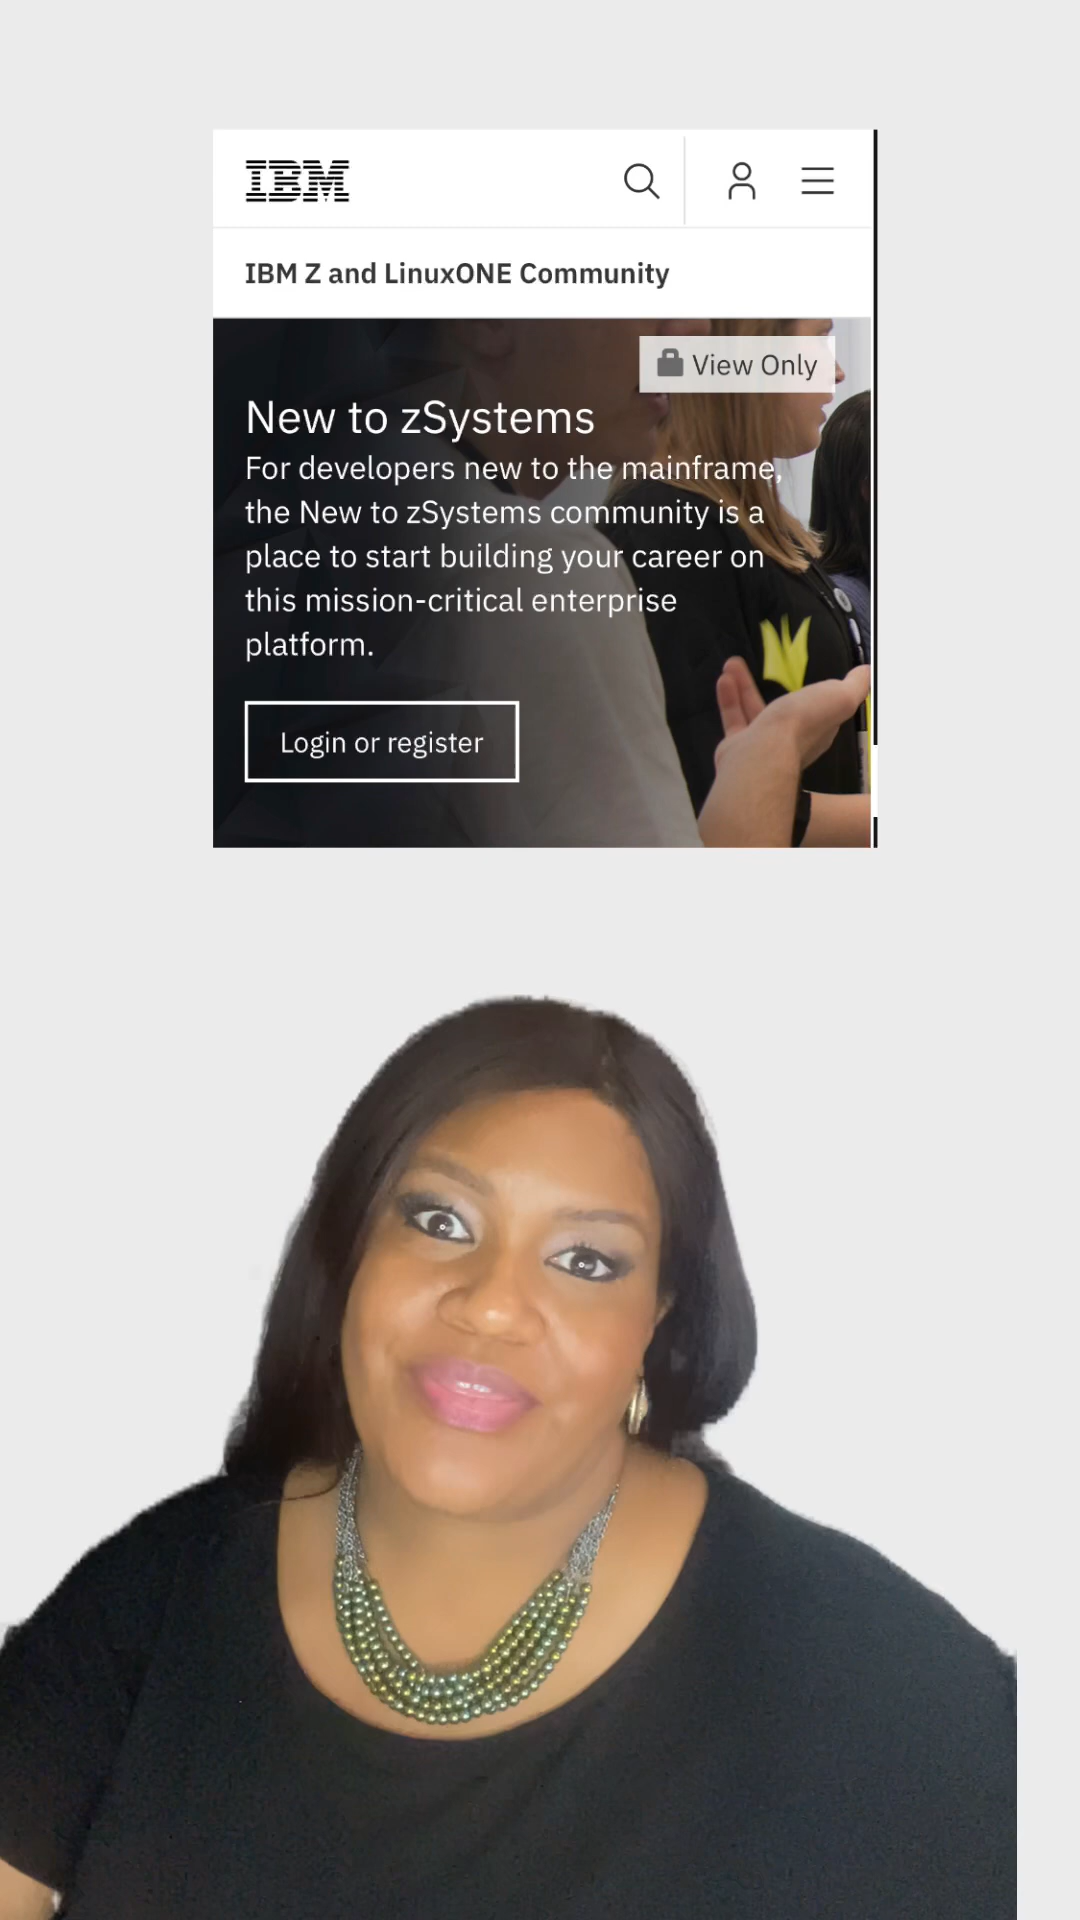 IBM
IBM Z and LinuxONE Community
View Only
New to zSystems
For developers new to the mainframe,
the New to zSystems community is a
place to start building your career on
this mission-critical enterprise
platform.
Login or register